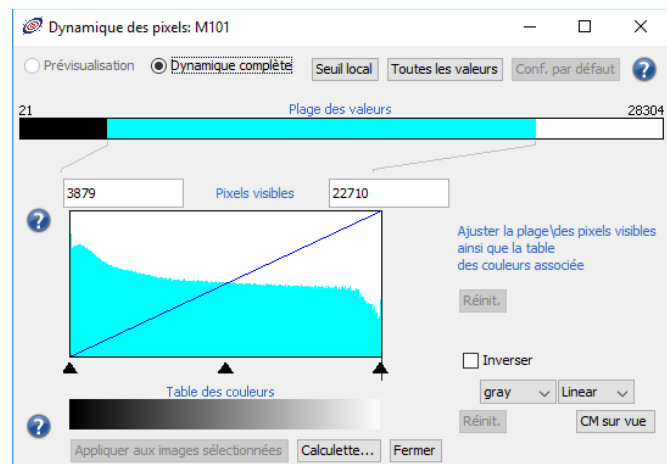 Dynamique des pixels: M101
Prévisualisation Dynamique complète Seuil local Toutes les valeurs Conf. par défaut ?
21 Plage des valeurs 28304
3879 Pixels visibles 22710
?
Ajuster la plage\des pixels visibles
ainsi que la table
des couleurs associée
Réinit.
Inverser
Table des couleurs
gray Linear
?
Réinit. CM sur vue
Appliquer aux images sélectionnées Calculette... Fermer